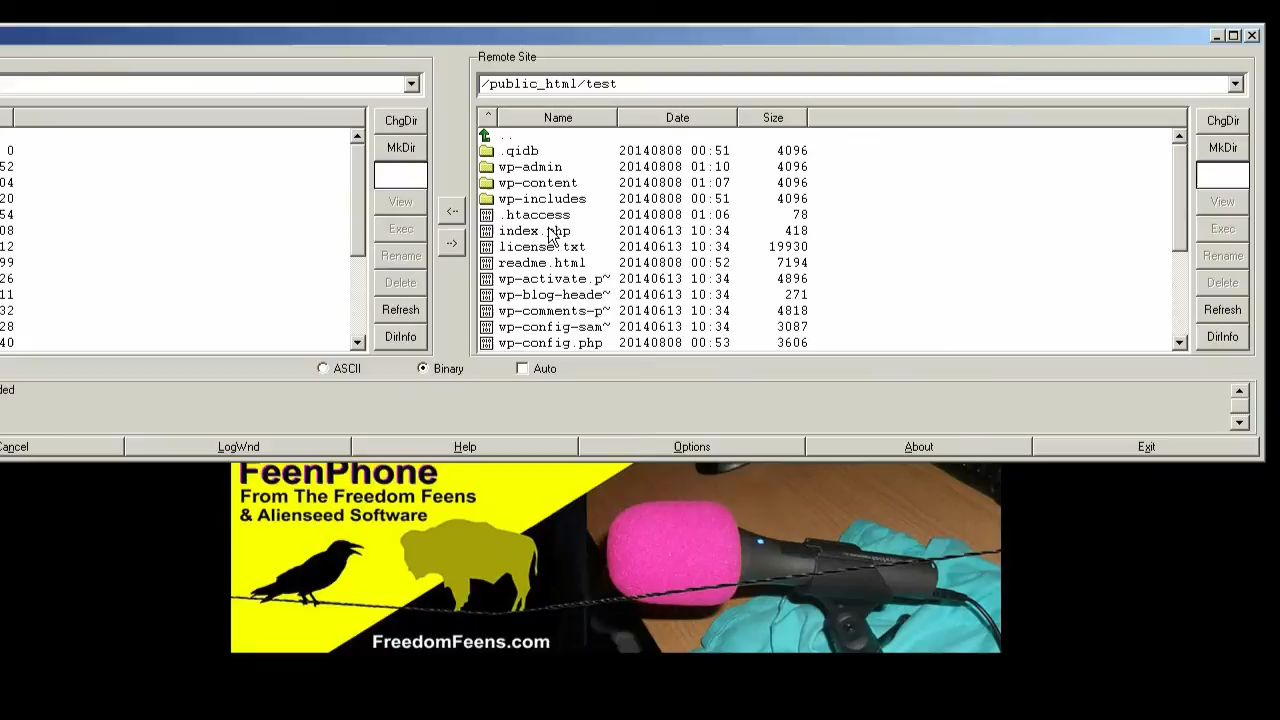 Remote Site
/public_html/test
^ Name Date Size
ChgDir
ChgDir
MkDir
MkDir
..
0 .qidb 20140808 00:51 4096
52 wp-admin 20140808 01:10 4096
04 wp-content 20140808 01:07 4096
20 wp-includes 20140808 00:51 4096
54 .htaccess 20140808 01:06 78
08 index.php 20140613 10:34 418
12 license.txt 20140613 10:34 19930
99 readme.html 20140808 00:52 7194
26 wp-activate.p~ 20140613 10:34 4896
11 wp-blog-heade~ 20140613 10:34 271
32 wp-comments-p~ 20140613 10:34 4818
28 wp-config-sam~ 20140613 10:34 3087
40 wp-config.php 20140808 00:53 3606
<--
-->
View
Exec
Rename
Delete
Refresh
DirInfo
View
Exec
Rename
Delete
Refresh
DirInfo
ASCII Binary Auto
ded
Cancel LogWnd Help Options About Exit
FeenPhone
From The Freedom Feens
& Alienseed Software
FreedomFeens.com